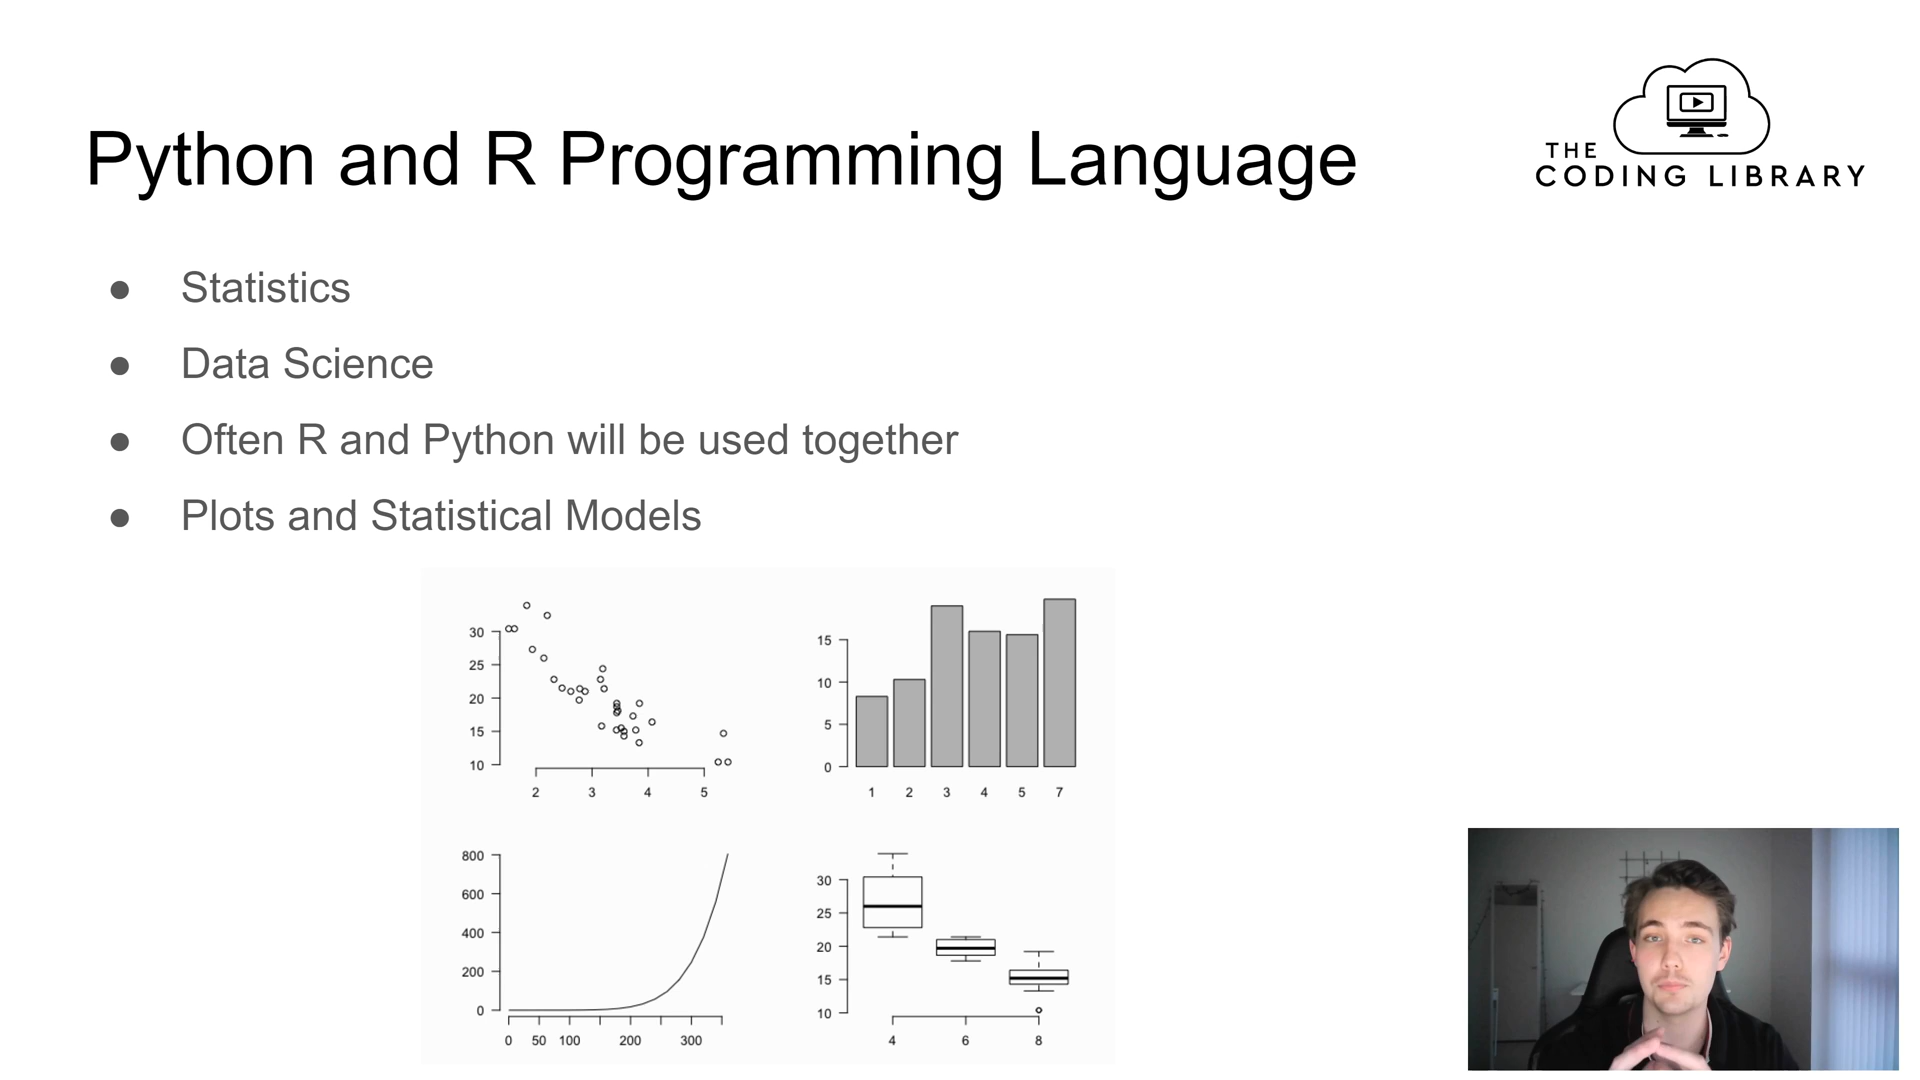 Python and R Programming Language
THE
CODING LIBRARY
● Statistics
● Data Science
● Often R and Python will be used together
● Plots and Statistical Models
30
25
20
15
10
2 3 4 5
15
10
5
0
1 2 3 4 5 7
800
600
400
200
0
0 50 100 200 300
30
25
20
15
10
4 6 8